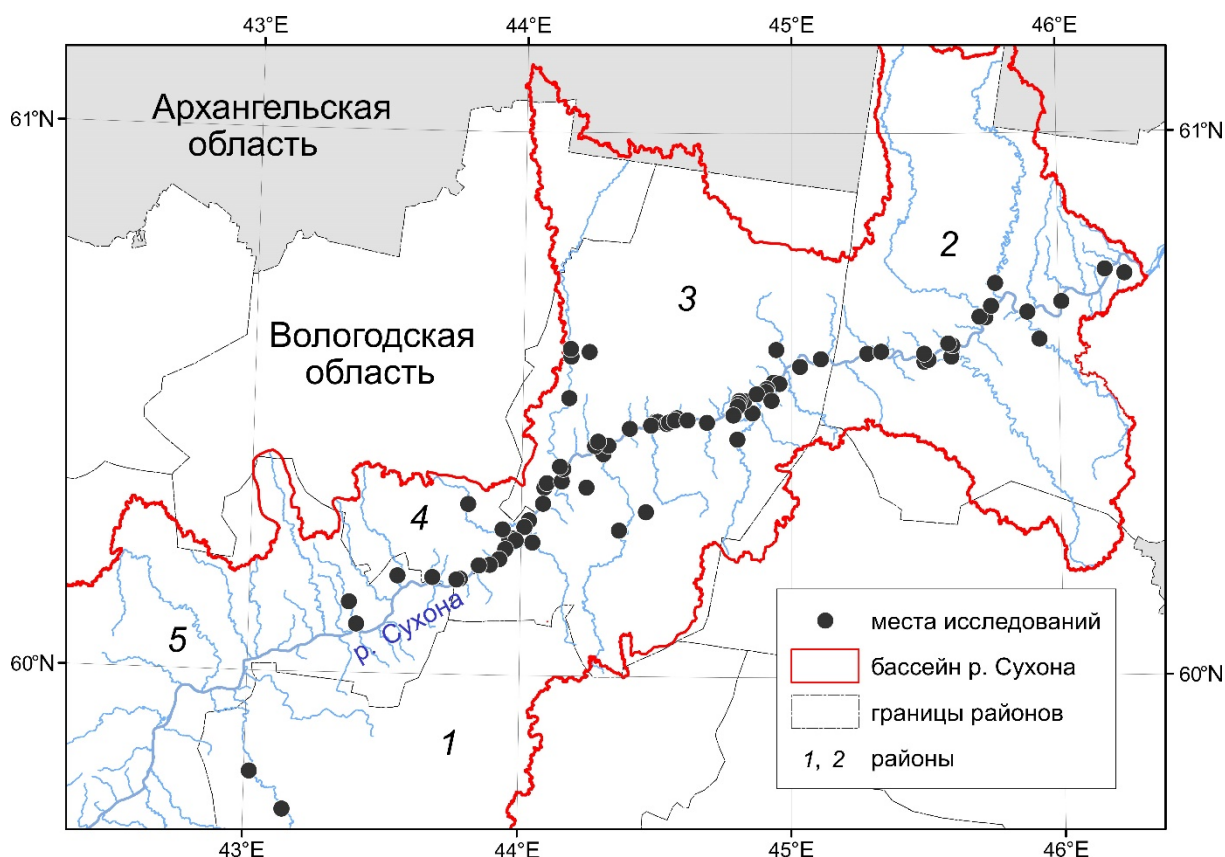 43°E 44°E 45°E 46°E
Архангельская
область
61°N
61°N
2
3
Вологодская
область
4
р. Сухона
места исследований
5
бассейн р. Сухона
60°N
60°N
границы районов
1
1, 2 районы
43°E 44°E 45°E 46°E